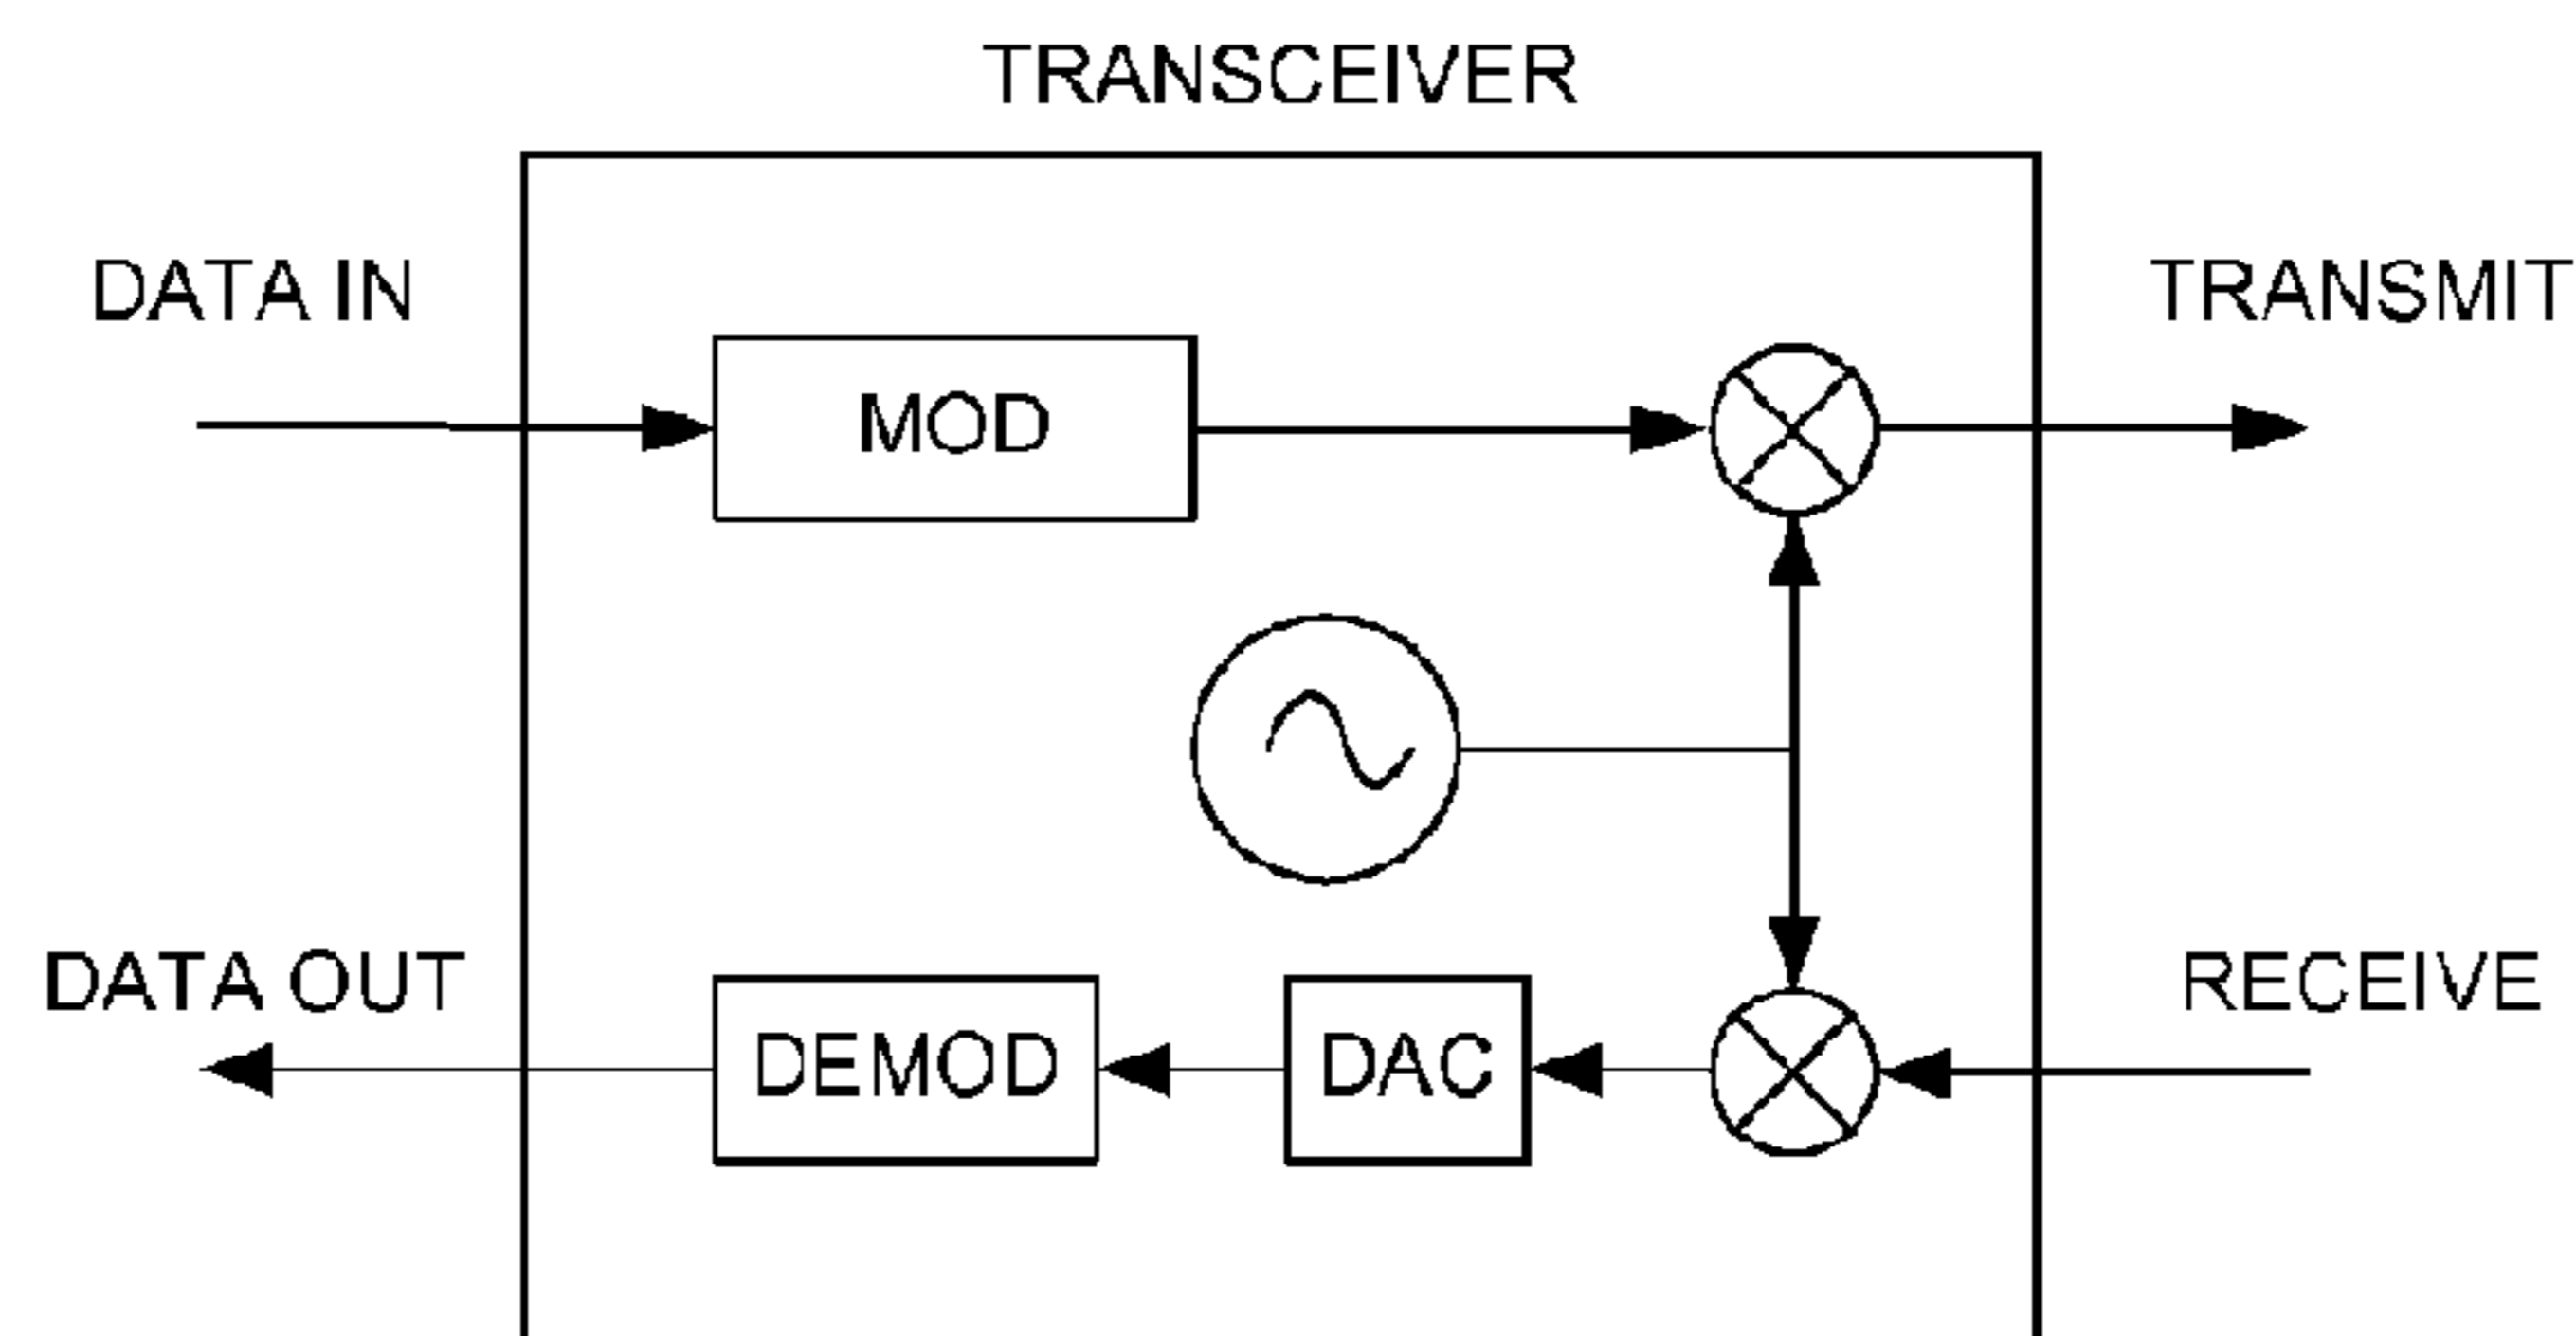 TRANSCEIVER
DATA IN
TRANSMIT
MOD
DATA OUT
RECEIVE
DEMOD
DAC